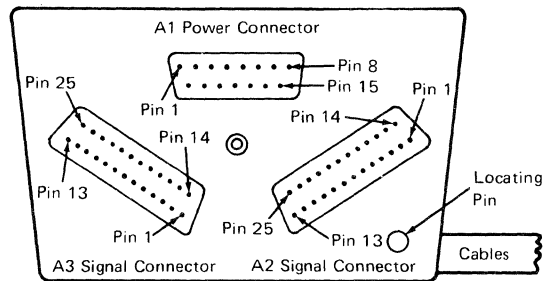 A1 Power Connector
Pin 8
Pin 15
Pin 1
Pin 25
Pin 14
Pin 13
Pin 1
A3 Signal Connector
Pin 14
Pin 1
Pin 25
Pin 13
A2 Signal Connector
Locating
Pin
Cables